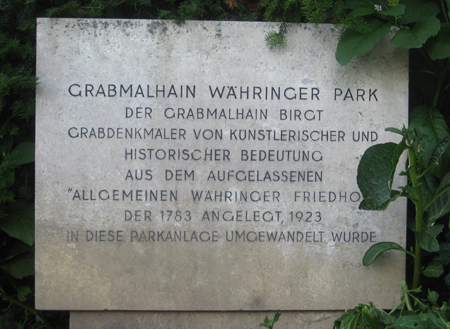 GRABMALHAIN WÄHRINGER PARK
DER GRABMALHAIN BIRGT
GRABDENKMÄLER VON KÜNSTLERISCHER UND
HISTORISCHER BEDEUTUNG
AUS DEM AUFGELASSENEN
"ALLGEMEINEN WÄHRINGER FRIEDHO
DER 1783 ANGELEGT, 1923
IN DIESE PARKANLAGE UMGEWANDELT WURDE